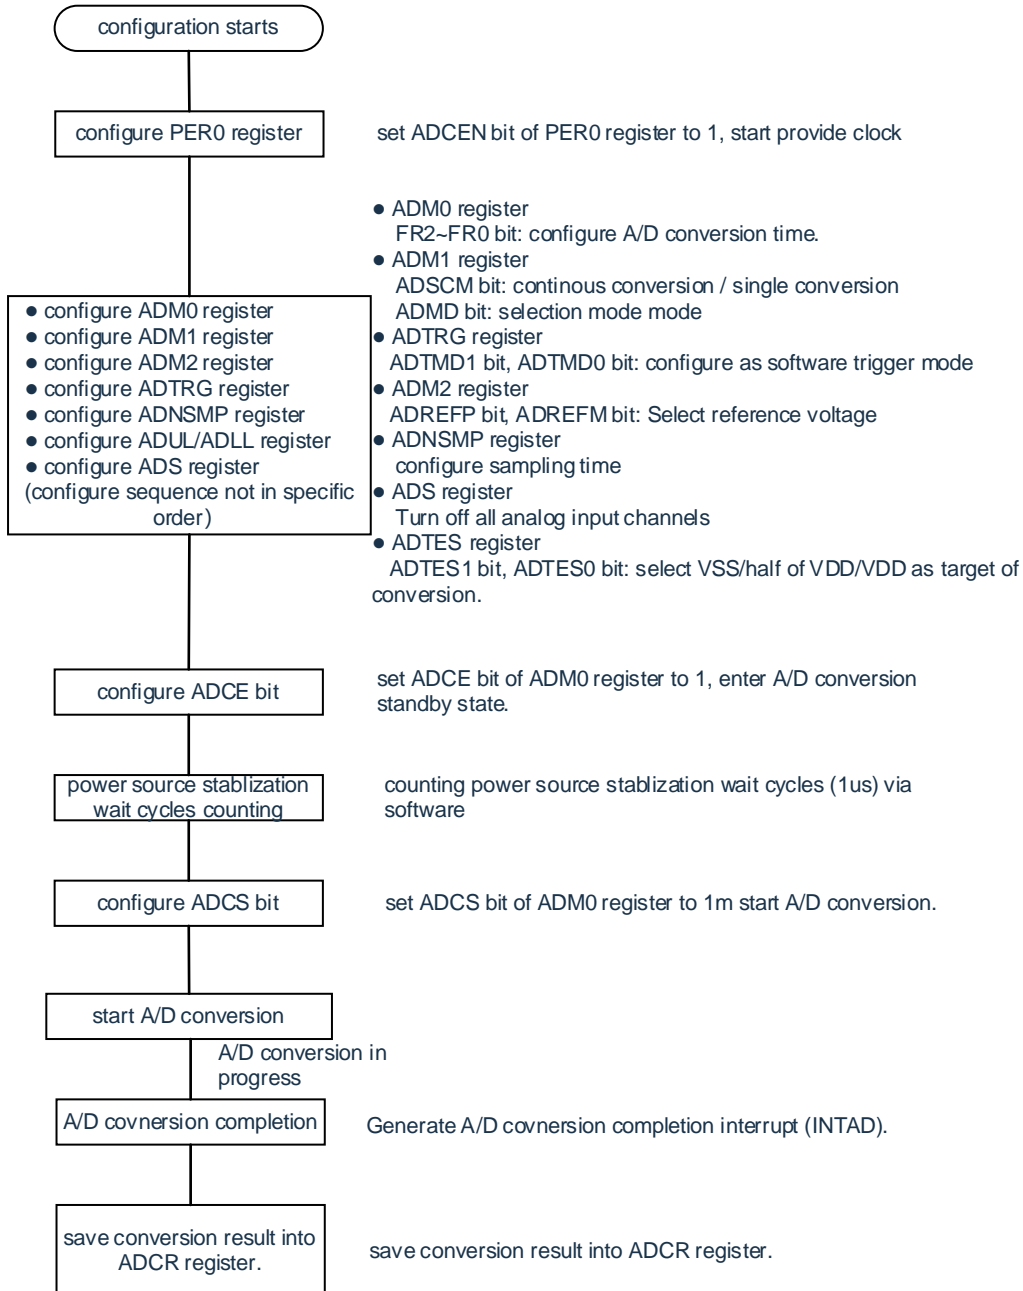 configuration starts
configure PER0 register
set ADCEN bit of PER0 register to 1, start provide clock
● configure ADM0 register
● configure ADM1 register
● configure ADM2 register
● configure ADTRG register
● configure ADNSMP register
● configure ADUL/ADLL register
● configure ADS register
(configure sequence not in specific
order)
● ADM0 register
FR2~FR0 bit: configure A/D conversion time.
● ADM1 register
ADSCM bit: continous conversion / single conversion
ADMD bit: selection mode mode
● ADTRG register
ADTMD1 bit, ADTMD0 bit: configure as software trigger mode
● ADM2 register
ADREFP bit, ADREFM bit: Select reference voltage
● ADNSMP register
configure sampling time
● ADS register
Turn off all analog input channels
● ADTES register
ADTES1 bit, ADTES0 bit: select VSS/half of VDD/VDD as target of
conversion.
configure ADCE bit
set ADCE bit of ADM0 register to 1, enter A/D conversion
standby state.
power source stablization
wait cycles counting
counting power source stablization wait cycles (1us) via
software
configure ADCS bit
set ADCS bit of ADM0 register to 1m start A/D conversion.
start A/D conversion
A/D conversion in
progress
A/D covnersion completion
Generate A/D covnersion completion interrupt (INTAD).
save conversion result into
ADCR register.
save conversion result into ADCR register.